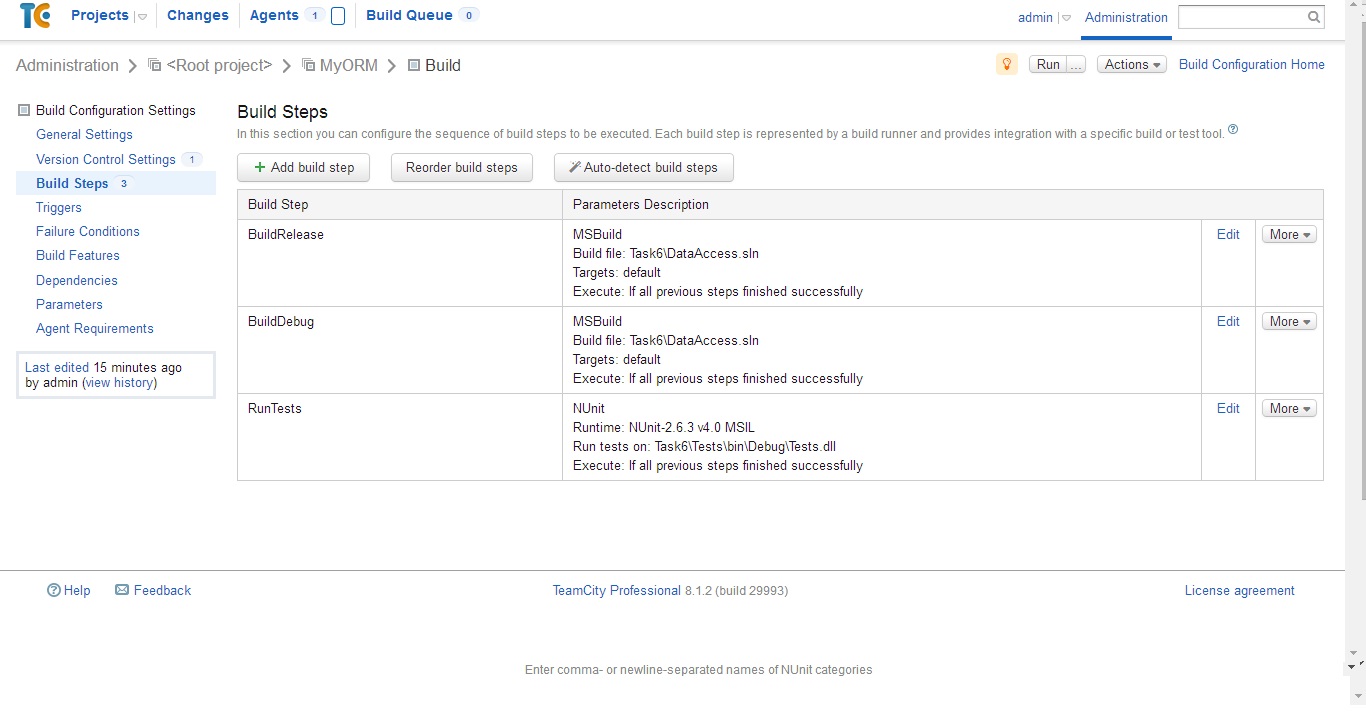 TC Projects Changes Agents 1 Build Queue 0 admin Administration
Administration <Root project> MyORM Build Run ... Actions Build Configuration Home
Build Configuration Settings
General Settings
Version Control Settings 1
Build Steps 3
Triggers
Failure Conditions
Build Features
Dependencies
Parameters
Agent Requirements
Last edited 15 minutes ago
by admin (view history)
Build Steps
In this section you can configure the sequence of build steps to be executed. Each build step is represented by a build runner and provides integration with a specific build or test tool. ?
+ Add build step Reorder build steps Auto-detect build steps
Build Step Parameters Description
BuildRelease MSBuild Edit More
Build file: Task6\DataAccess.sln
Targets: default
Execute: If all previous steps finished successfully
BuildDebug MSBuild Edit More
Build file: Task6\DataAccess.sln
Targets: default
Execute: If all previous steps finished successfully
RunTests NUnit Edit More
Runtime: NUnit-2.6.3 v4.0 MSIL
Run tests on: Task6\Tests\bin\Debug\Tests.dll
Execute: If all previous steps finished successfully
? Help Feedback TeamCity Professional 8.1.2 (build 29993) License agreement
Enter comma- or newline-separated names of NUnit categories